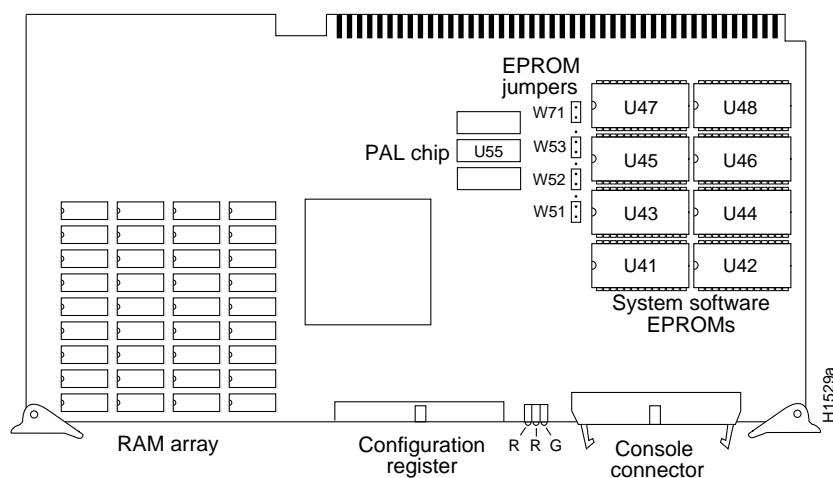 EPROM
jumpers
W71
U47
U48
PAL chip
U55
W53
U45
U46
W52
W51
U43
U44
U41
U42
System software
EPROMs
H1529a
RAM array
Configuration
register
R
R
G
Console
connector